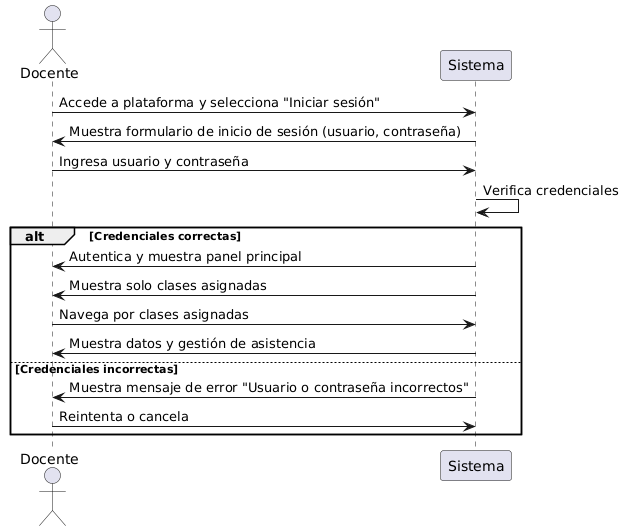 Docente
Sistema
Accede a plataforma y selecciona "Iniciar sesión"
Muestra formulario de inicio de sesión (usuario, contraseña)
Ingresa usuario y contraseña
Verifica credenciales
alt [Credenciales correctas]
Autentica y muestra panel principal
Muestra solo clases asignadas
Navega por clases asignadas
Muestra datos y gestión de asistencia
[Credenciales incorrectas]
Muestra mensaje de error "Usuario o contraseña incorrectos"
Reintenta o cancela
Docente
Sistema